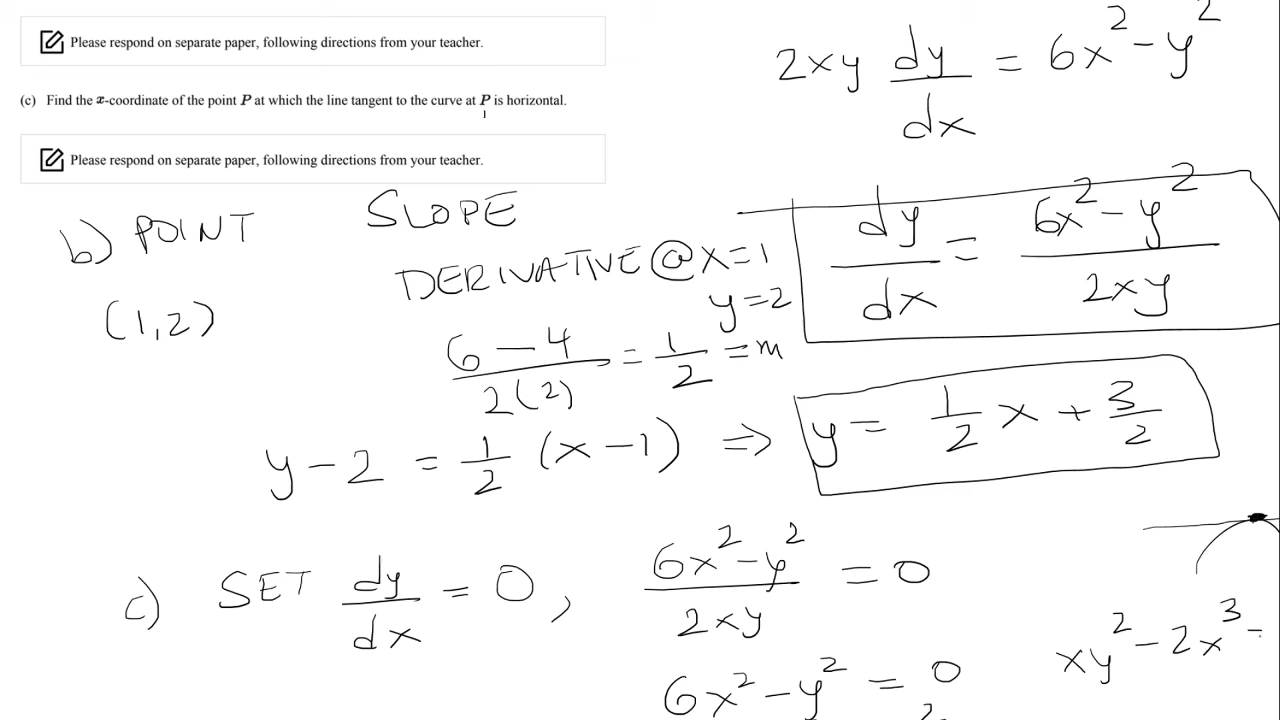 Please respond on separate paper, following directions from your teacher.
(c) Find the x-coordinate of the point P at which the line tangent to the curve at P is horizontal.
Please respond on separate paper, following directions from your teacher.
2xy dy/dx = 6x² - y²
dy/dx = (6x² - y²)/(2xy)
b) POINT
(1,2)
SLOPE
DERIVATIVE @ x=1
y=2
(6 - 4)/(2(2)) = 1/2 = m
y - 2 = 1/2 (x - 1) ⇒ y = 1/2 x + 3/2
c) SET dy/dx = 0, (6x² - y²)/(2xy) = 0
6x² - y² = 0
xy² - 2x³